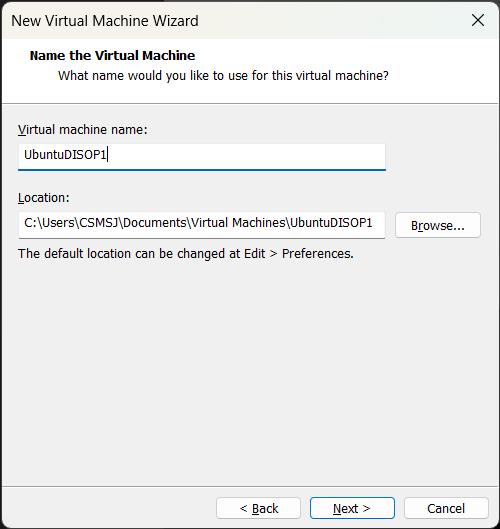 New Virtual Machine Wizard
Name the Virtual Machine
What name would you like to use for this virtual machine?
Virtual machine name:
UbuntuDISOP1
Location:
C:\Users\CSMSJ\Documents\Virtual Machines\UbuntuDISOP1
Browse...
The default location can be changed at Edit > Preferences.
< Back
Next >
Cancel